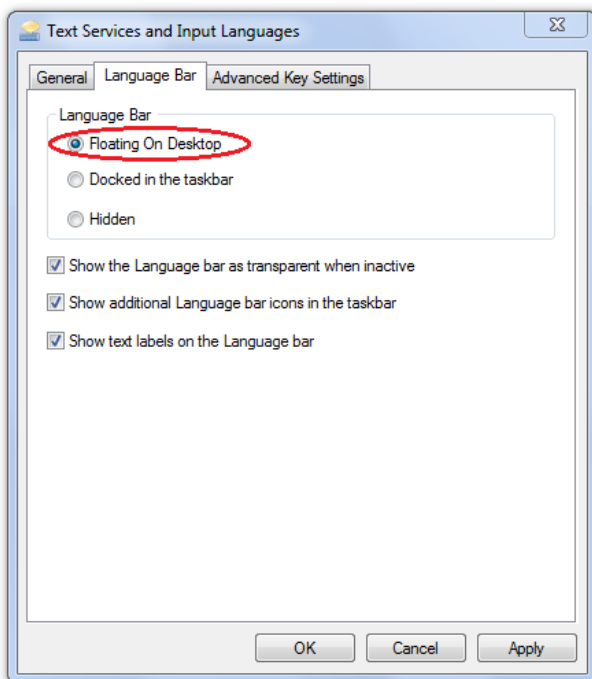 Text Services and Input Languages
General Language Bar Advanced Key Settings
Language Bar
Floating On Desktop
Docked in the taskbar
Hidden
Show the Language bar as transparent when inactive
Show additional Language bar icons in the taskbar
Show text labels on the Language bar
OK Cancel Apply